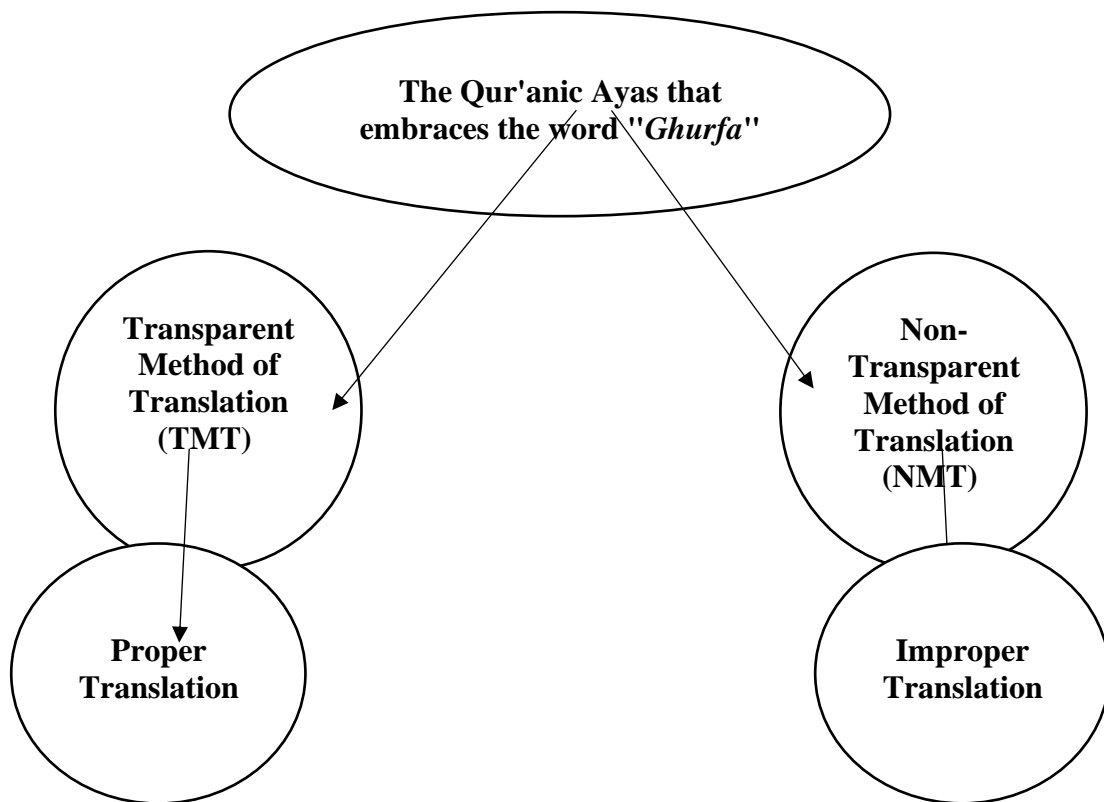 The Qur'anic Ayas that
embraces the word "Ghurfa"
Transparent
Method of
Translation
(TMT)
Non-
Transparent
Method of
Translation
(NMT)
Proper
Translation
Improper
Translation